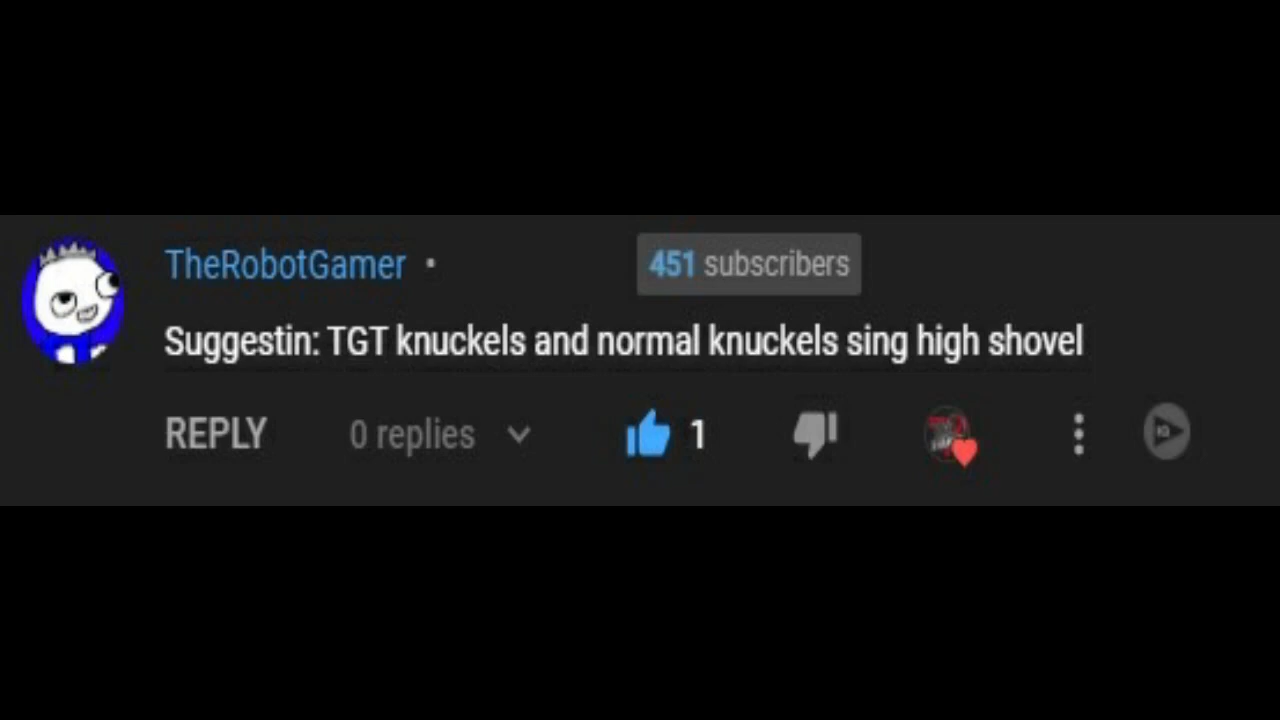 TheRobotGamer • 451 subscribers
Suggestin: TGT knuckels and normal knuckels sing high shovel
REPLY 0 replies 1